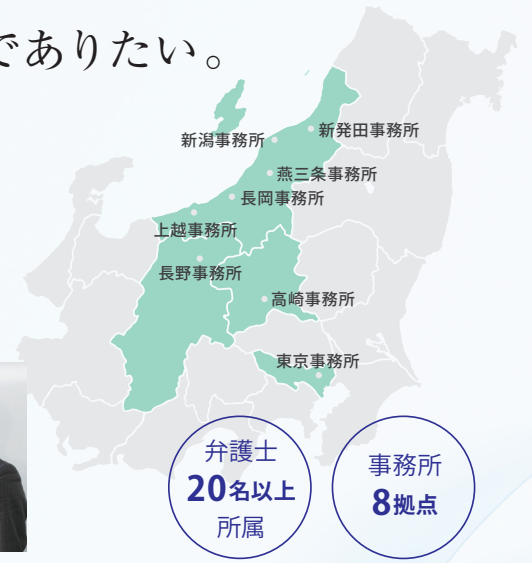 でありたい。
新発田事務所
新潟事務所
燕三条事務所
長岡事務所
上越事務所
長野事務所
高崎事務所
東京事務所
弁護士
20名以上
所属
事務所
8拠点